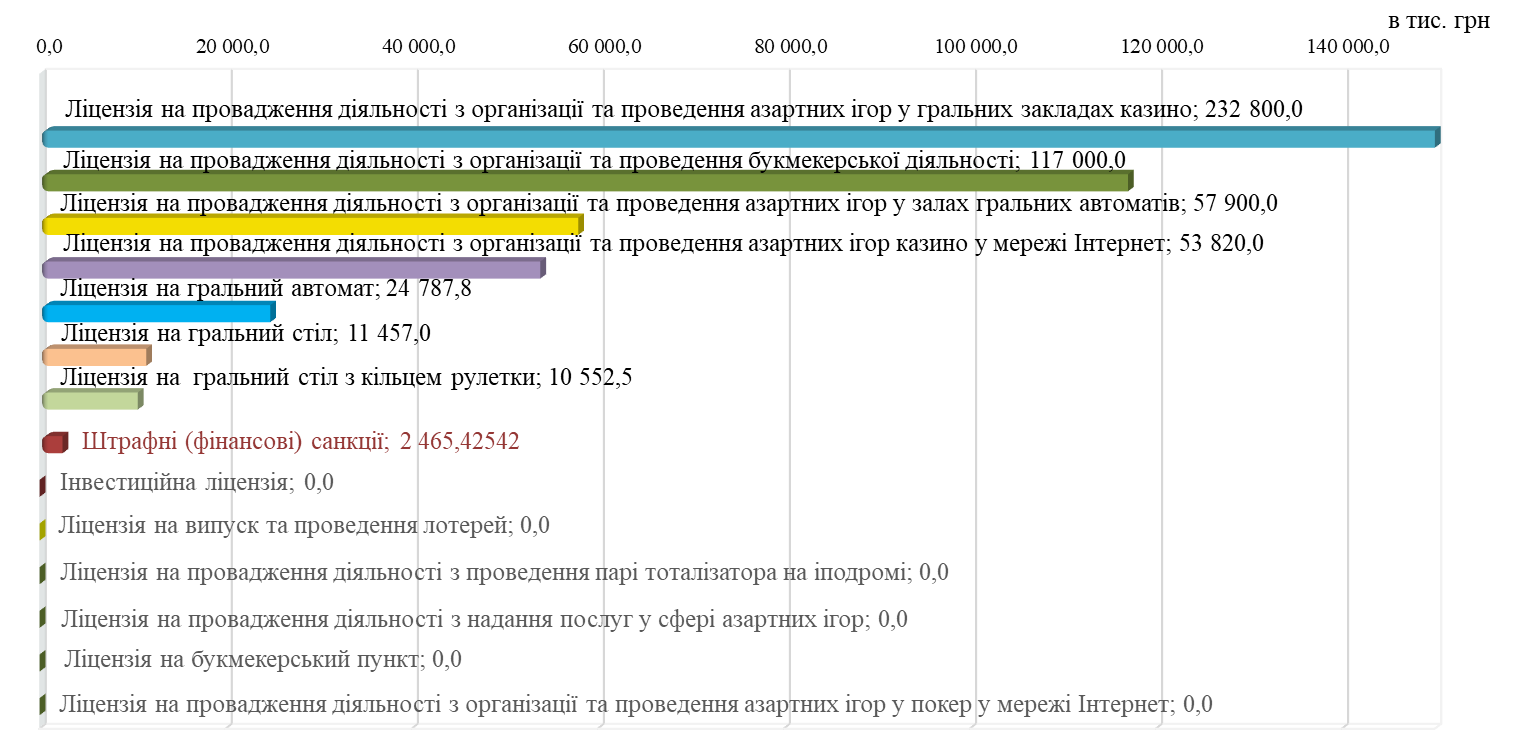 в тис. грн
0,0 20 000,0 40 000,0 60 000,0 80 000,0 100 000,0 120 000,0 140 000,0
Ліцензія на провадження діяльності з організації та проведення азартних ігор у гральних закладах казино; 232 800,0
Ліцензія на провадження діяльності з організації та проведення букмекерської діяльності; 117 000,0
Ліцензія на провадження діяльності з організації та проведення азартних ігор у залах гральних автоматів; 57 900,0
Ліцензія на провадження діяльності з організації та проведення азартних ігор казино у мережі Інтернет; 53 820,0
Ліцензія на гральний автомат; 24 787,8
Ліцензія на гральний стіл; 11 457,0
Ліцензія на гральний стіл з кільцем рулетки; 10 552,5
Штрафні (фінансові) санкції; 2 465,42542
Інвестиційна ліцензія; 0,0
Ліцензія на випуск та проведення лотерей; 0,0
Ліцензія на провадження діяльності з проведення парі тоталізатора на іподромі; 0,0
Ліцензія на провадження діяльності з надання послуг у сфері азартних ігор; 0,0
Ліцензія на букмекерський пункт; 0,0
Ліцензія на провадження діяльності з організації та проведення азартних ігор у покер у мережі Інтернет; 0,0